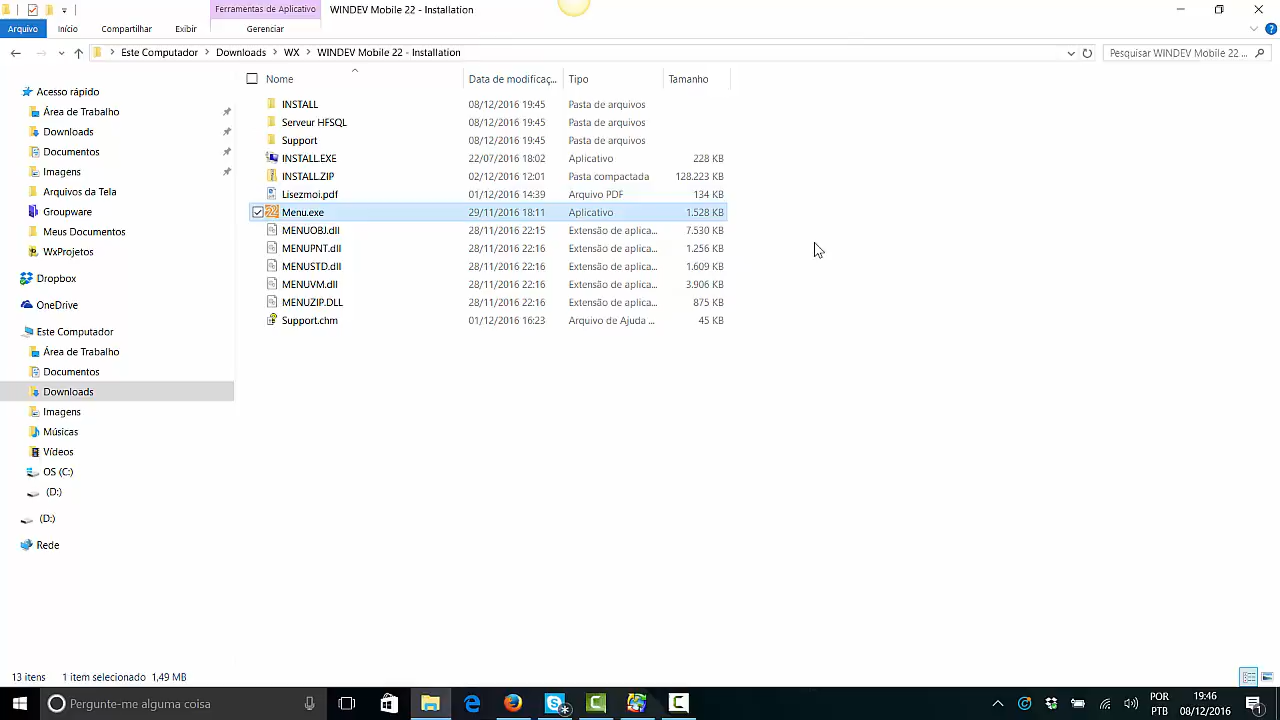 Ferramentas de Aplicativo WINDEV Mobile 22 - Installation
Arquivo Início Compartilhar Exibir Gerenciar
Este Computador Downloads WX WINDEV Mobile 22 - Installation Pesquisar WINDEV Mobile 22 ...
Nome Data de modificaç... Tipo Tamanho
Acesso rápido
Área de Trabalho
Downloads
Documentos
Imagens
Arquivos da Tela
Groupware
Meus Documentos
WxProjetos
Dropbox
OneDrive
Este Computador
Área de Trabalho
Documentos
Downloads
Imagens
Músicas
Vídeos
OS (C:)
(D:)
(D:)
Rede
INSTALL 08/12/2016 19:45 Pasta de arquivos
Serveur HFSQL 08/12/2016 19:45 Pasta de arquivos
Support 08/12/2016 19:45 Pasta de arquivos
INSTALL.EXE 22/07/2016 18:02 Aplicativo 228 KB
INSTALL.ZIP 02/12/2016 12:01 Pasta compactada 128.223 KB
Lisezmoi.pdf 01/12/2016 14:39 Arquivo PDF 134 KB
Menu.exe 29/11/2016 18:11 Aplicativo 1.528 KB
MENUOBJ.dll 28/11/2016 22:15 Extensão de aplica... 7.530 KB
MENUPNT.dll 28/11/2016 22:16 Extensão de aplica... 1.256 KB
MENUSTD.dll 28/11/2016 22:16 Extensão de aplica... 1.609 KB
MENUVM.dll 28/11/2016 22:16 Extensão de aplica... 3.906 KB
MENUZIP.DLL 28/11/2016 22:16 Extensão de aplica... 875 KB
Support.chm 01/12/2016 16:23 Arquivo de Ajuda ... 45 KB
13 itens 1 item selecionado 1,49 MB
Pergunte-me alguma coisa
POR 19:46
PTB 08/12/2016